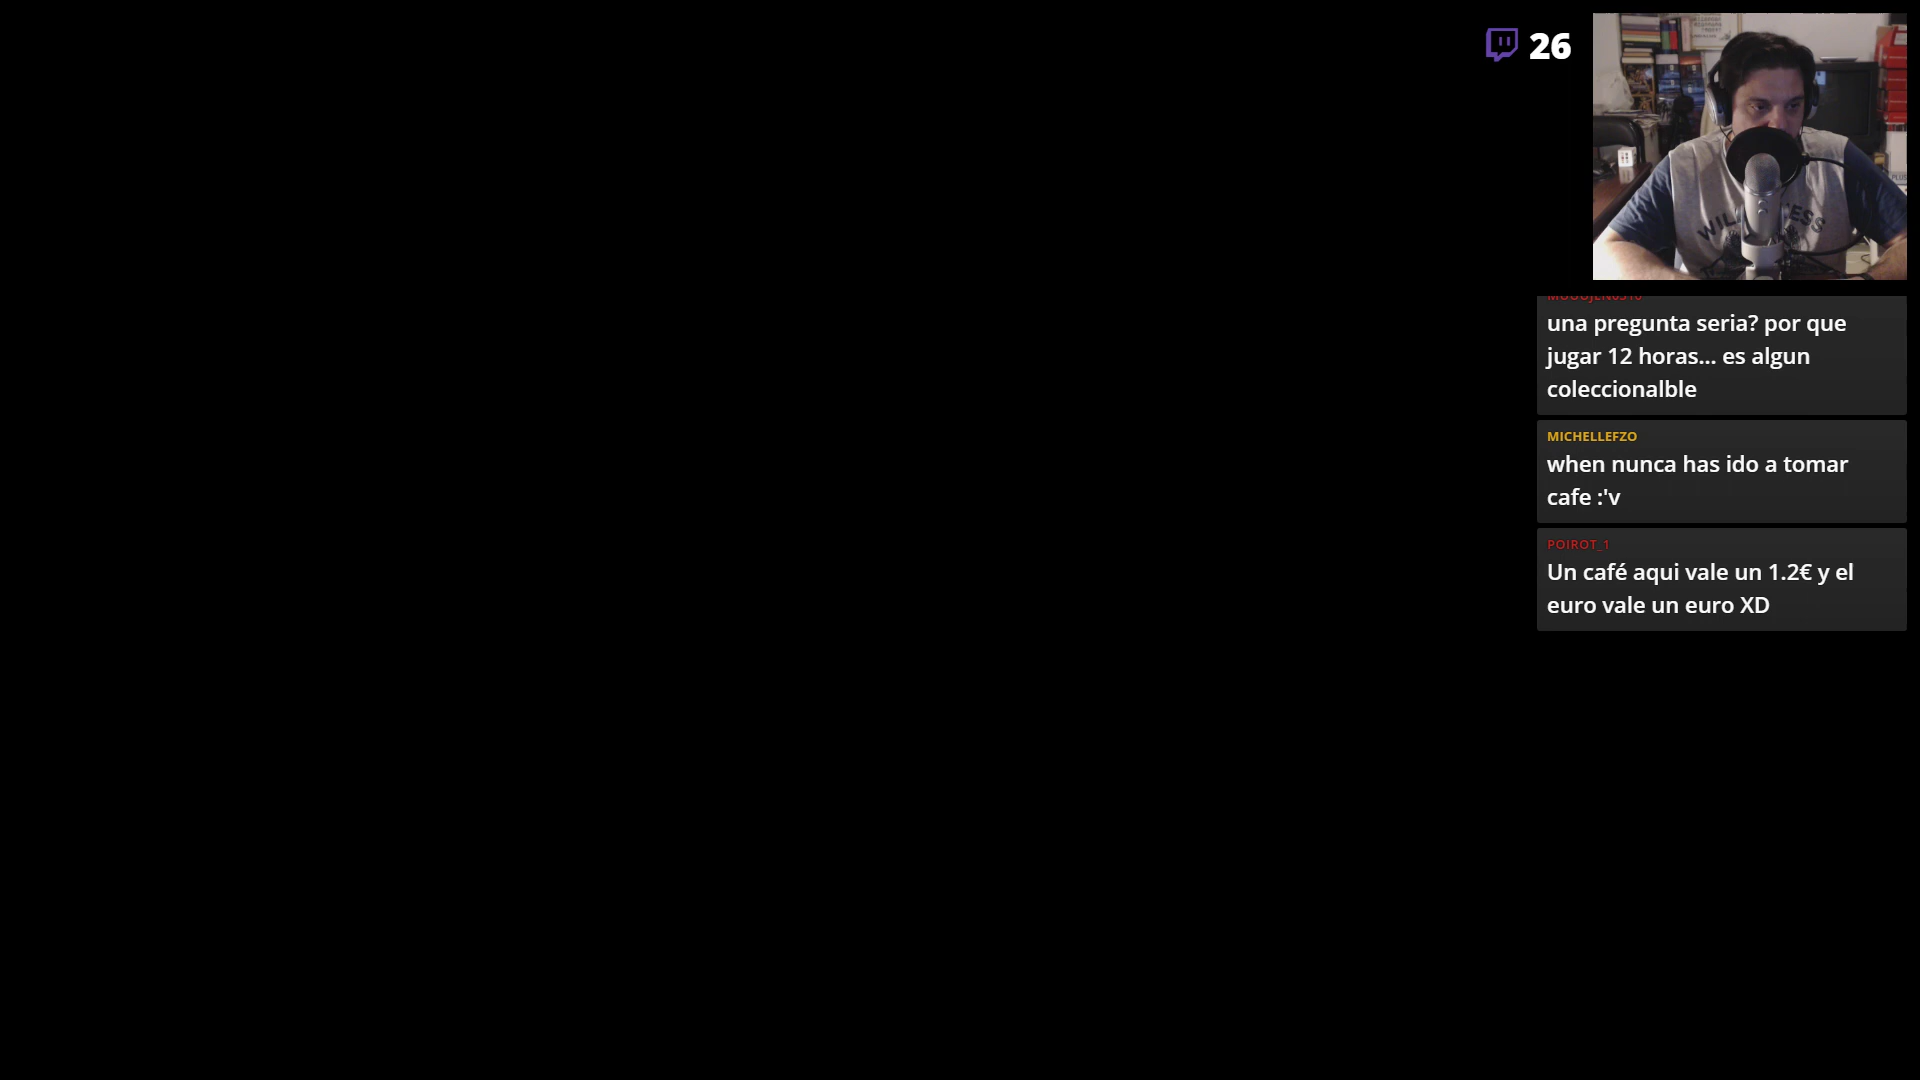 26
una pregunta seria? por que
jugar 12 horas... es algun
coleccionalble
MICHELLEFZO
when nunca has ido a tomar
cafe :'v
POIROT_1
Un café aqui vale un 1.2€ y el
euro vale un euro XD